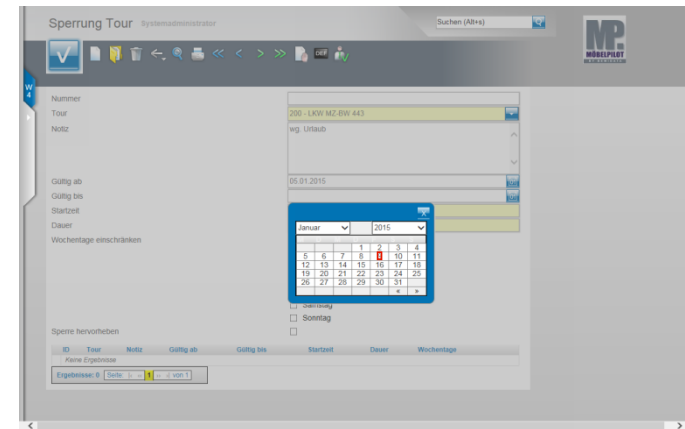 Sperrung Tour Systemadministrator
Suchen (Alt+s)
MP
MÖBELPILOT
DEF
W
4
Nummer
Tour 200 - LKW MZ-BW 443
Notiz wg. Urlaub
Gültig ab 05.01.2015
Gültig bis
Startzeit
Dauer
Wochentage einschränken
Januar 2015
1 2 3 4
5 6 7 8 9 10 11
12 13 14 15 16 17 18
19 20 21 22 23 24 25
26 27 28 29 30 31
« »
Samstag
Sonntag
Sperre hervorheben
ID Tour Notiz Gültig ab Gültig bis Startzeit Dauer Wochentage
Keine Ergebnisse
Ergebnisse: 0 Seite: 1 von 1